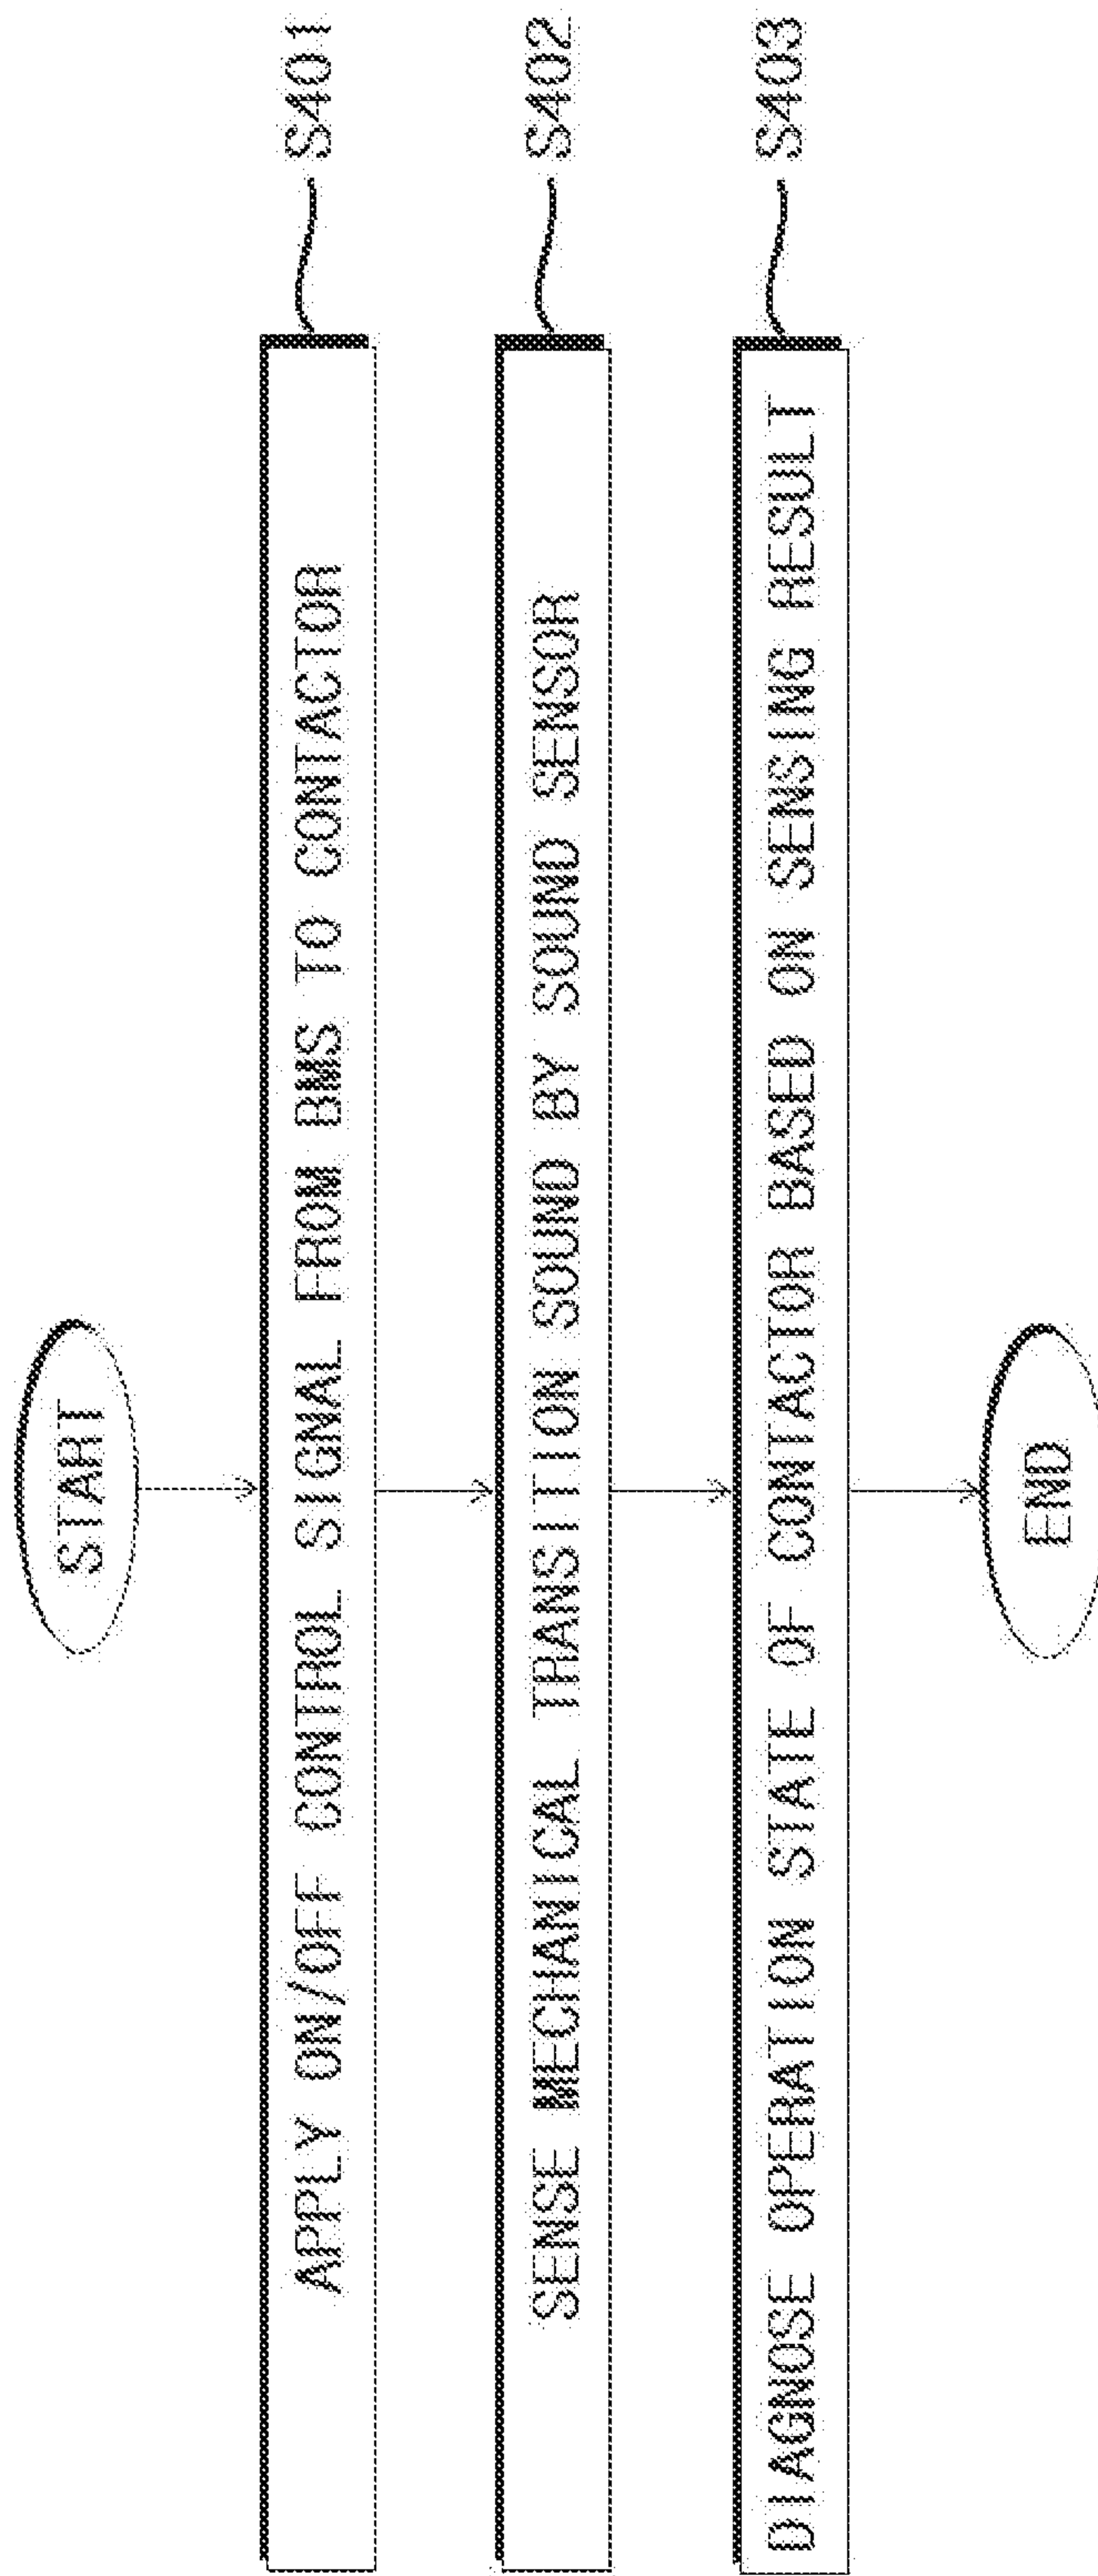 START
APPLY ON/OFF CONTROL SIGNAL FROM BMS TO CONTACTOR
S401
SENSE MECHANICAL TRANSITION SOUND BY SOUND SENSOR
S402
DIAGNOSE OPERATION STATE OF CONTACTOR BASED ON SENSING RESULT
S403
END